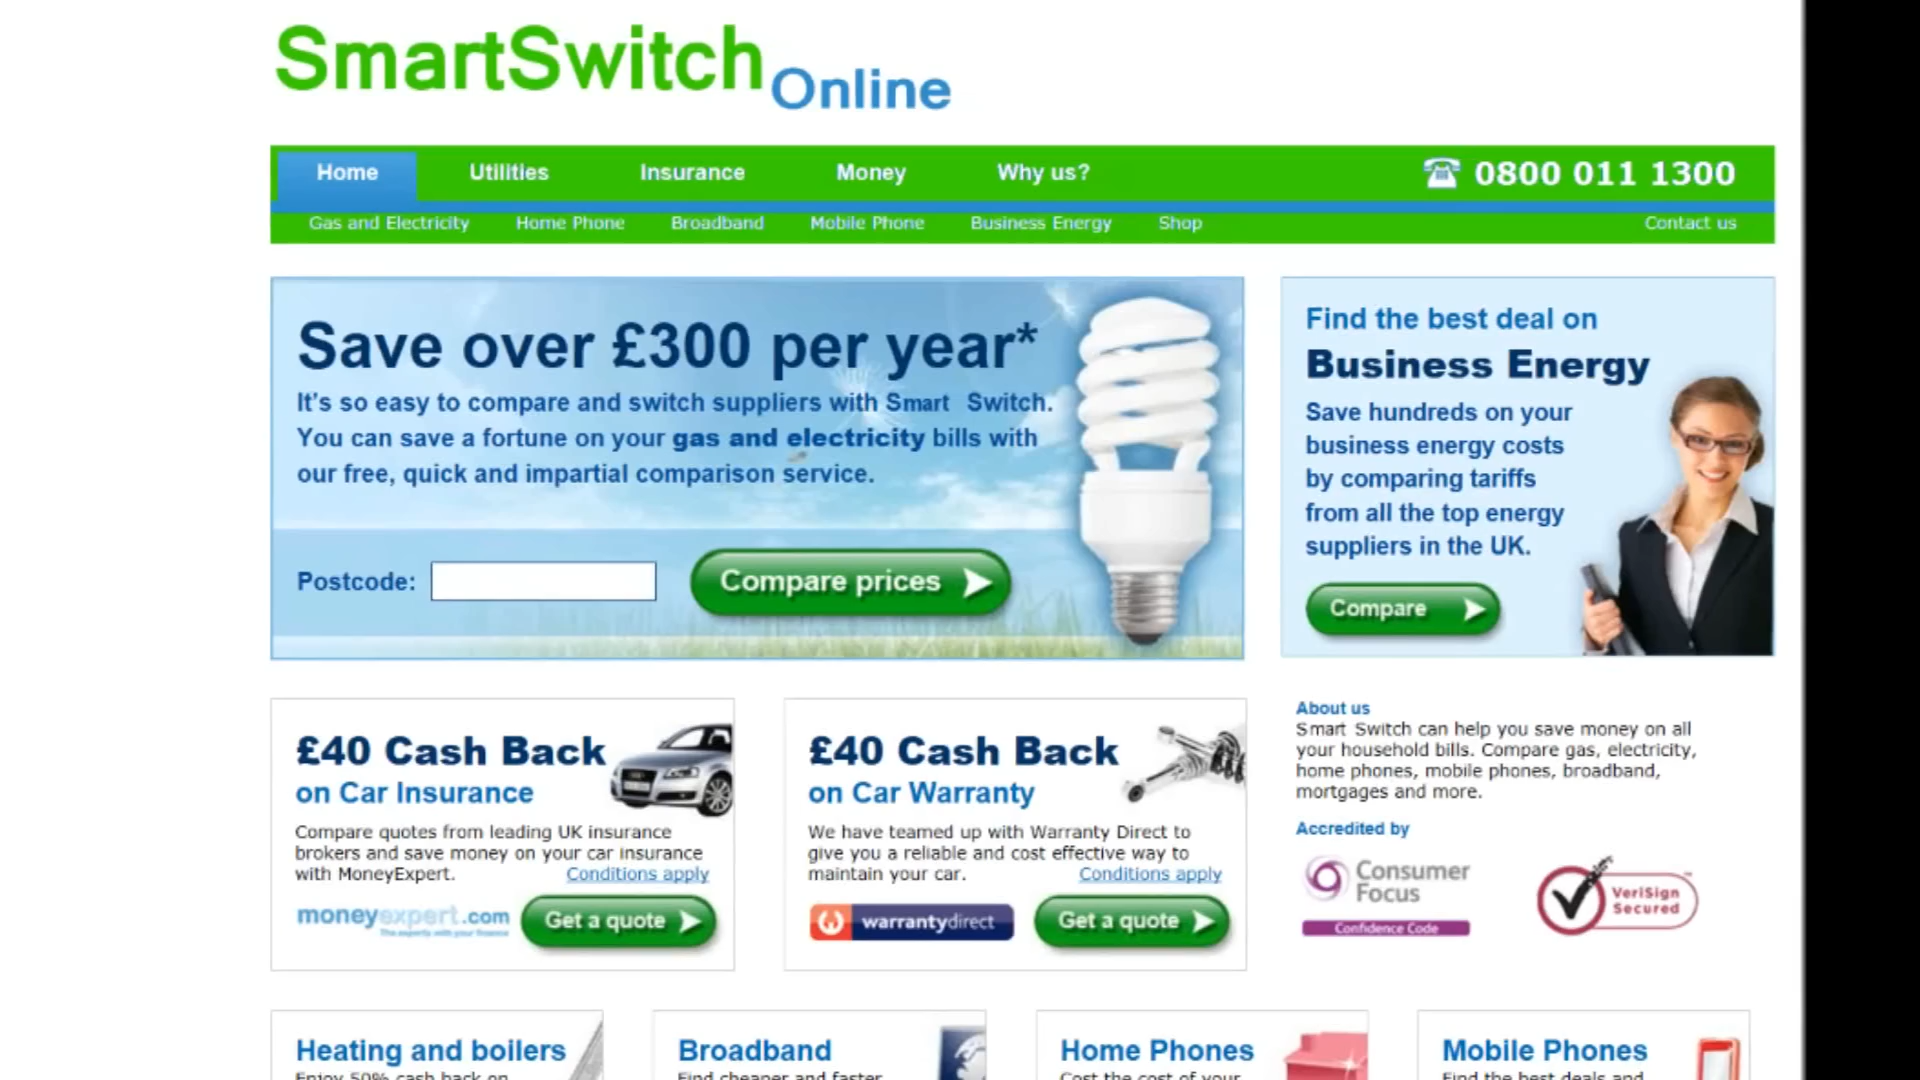 SmartSwitch Online
Home Utilities Insurance Money Why us? 0800 011 1300
Gas and Electricity Home Phone Broadband Mobile Phone Business Energy Shop Contact us
Save over £300 per year*
It's so easy to compare and switch suppliers with Smart Switch.
You can save a fortune on your gas and electricity bills with
our free, quick and impartial comparison service.
Postcode: Compare prices
Find the best deal on
Business Energy
Save hundreds on your
business energy costs
by comparing tariffs
from all the top energy
suppliers in the UK.
Compare
£40 Cash Back
on Car Insurance
Compare quotes from leading UK insurance
brokers and save money on your car insurance
with MoneyExpert. Conditions apply
moneyexpert.com Get a quote
The experts with your finance
£40 Cash Back
on Car Warranty
We have teamed up with Warranty Direct to
give you a reliable and cost effective way to
maintain your car. Conditions apply
warrantydirect Get a quote
About us
Smart Switch can help you save money on all
your household bills. Compare gas, electricity,
home phones, mobile phones, broadband,
mortgages and more.
Accredited by
Consumer
Focus
Confidence Code
VeriSign
Secured
Heating and boilers
Enjoy 50% cash back on
Broadband
Find cheaper and faster
Home Phones
Cost the cost of your
Mobile Phones
Find the best deals and